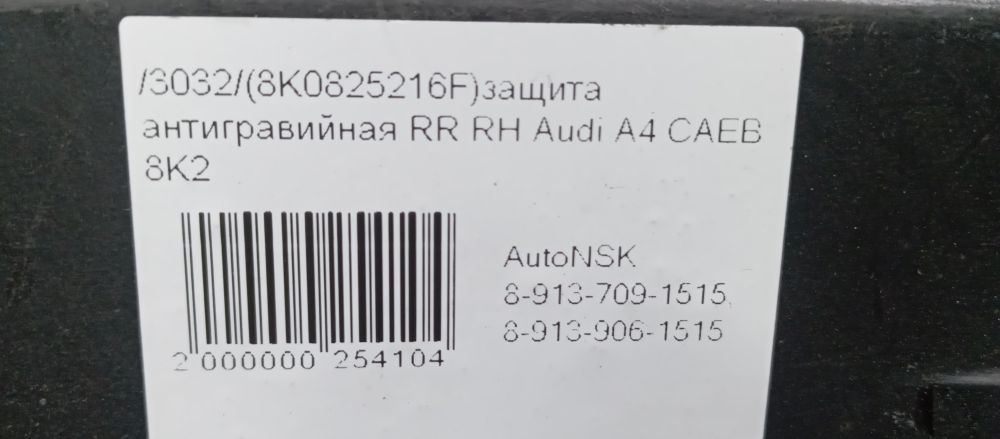 /3032/(8K0825216F)защита
антигравийная RR RH Audi A4 CAEB
8K2
AutoNSK
8-913-709-1515,
8-913-906-1515
2 000000 254104